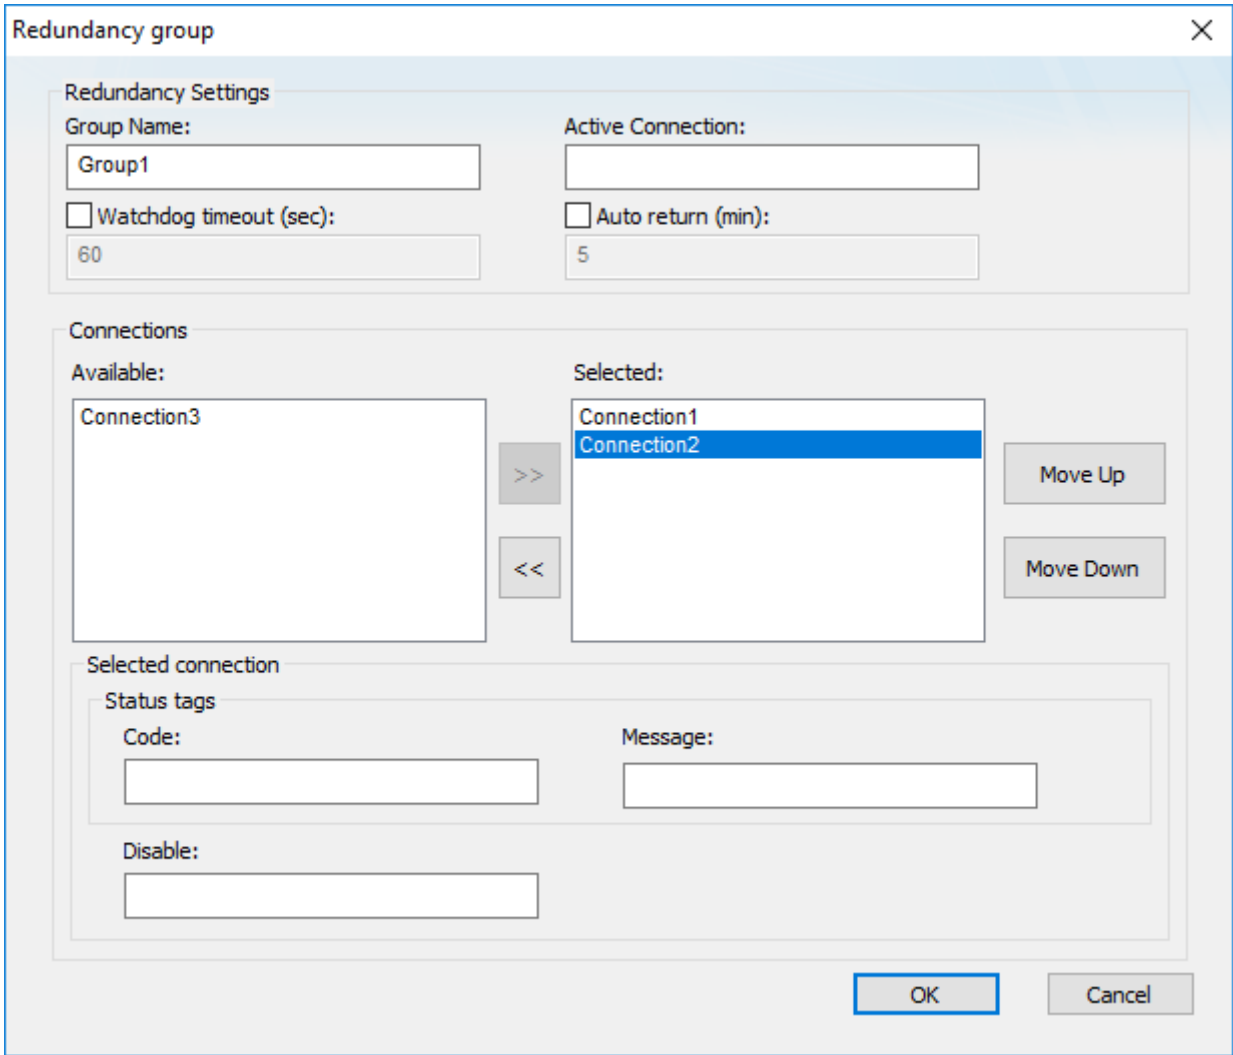 Redundancy group
Redundancy Settings
Group Name:
Active Connection:
Group1
Watchdog timeout (sec):
Auto return (min):
60
5
Connections
Available:
Selected:
Connection3
Connection1
Connection2
>>
<<
Move Up
Move Down
Selected connection
Status tags
Code:
Message:
Disable:
OK
Cancel